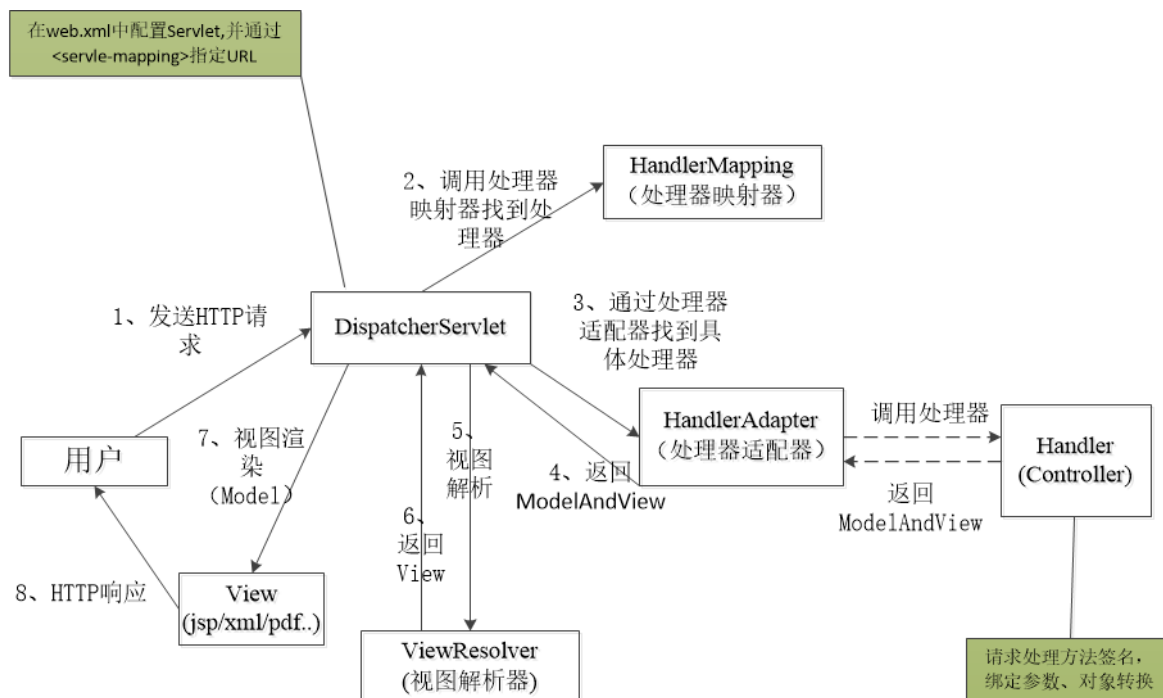 在web.xml中配置Servlet,并通过
<servle-mapping>指定URL
HandlerMapping
（处理器映射器）
2、调用处理器
映射器找到处
理器
1、发送HTTP请
求
DispatcherServlet
3、通过处理器
适配器找到具
体处理器
HandlerAdapter
（处理器适配器）
调用处理器
Handler
(Controller)
返回
ModelAndView
用户
7、视图渲
染
（Model）
5、
视图
解析
4、返回
ModelAndView
6、
返回
View
8、HTTP响应
View
(jsp/xml/pdf..)
ViewResolver
(视图解析器)
请求处理方法签名，
绑定参数、对象转换